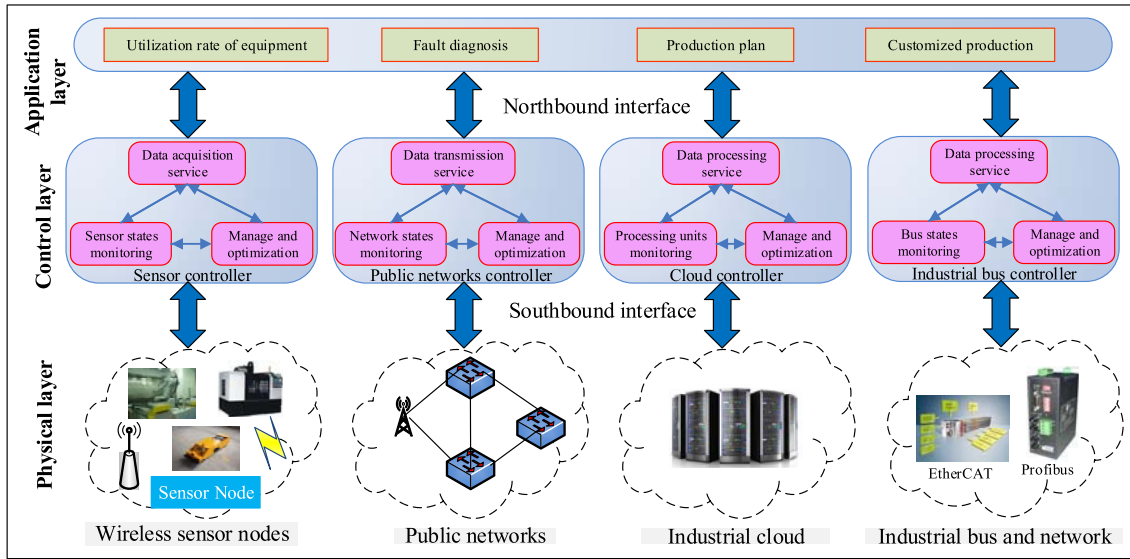 Application
layer
Utilization rate of equipment
Fault diagnosis
Production plan
Customized production
Northbound interface
Control layer
Data acquisition
service
Sensor states
monitoring
Manage and
optimization
Sensor controller
Data transmission
service
Network states
monitoring
Manage and
optimization
Public networks controller
Data processing
service
Processing units
monitoring
Manage and
optimization
Cloud controller
Data processing
service
Bus states
monitoring
Manage and
optimization
Industrial bus controller
Southbound interface
Physical layer
Sensor Node
EtherCAT
Profibus
Wireless sensor nodes
Public networks
Industrial cloud
Industrial bus and network